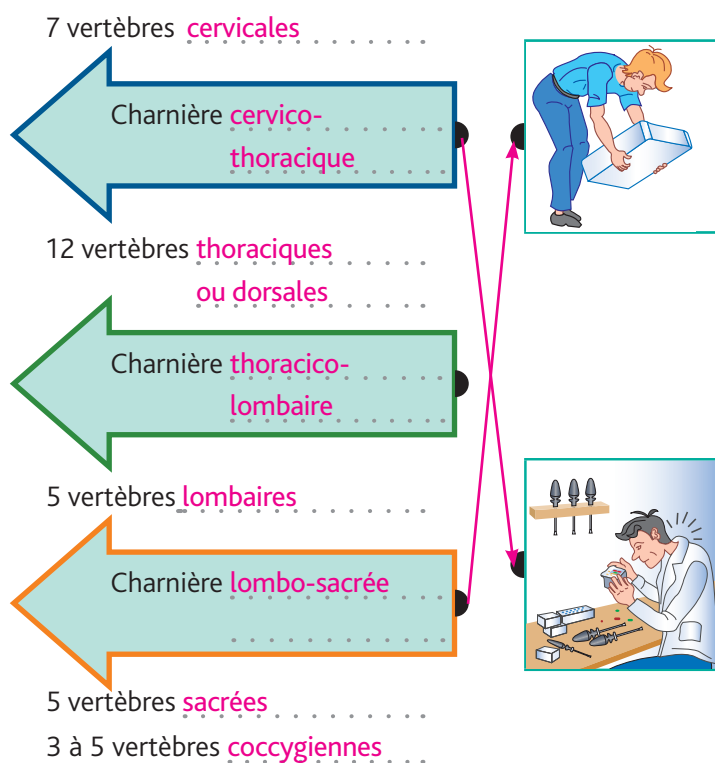 7 vertèbres cervicales
Charnière cervico-
thoracique
12 vertèbres thoraciques
ou dorsales
Charnière thoracico-
lombaire
5 vertèbres lombaires
Charnière lombo-sacrée
5 vertèbres sacrées
3 à 5 vertèbres coccygiennes